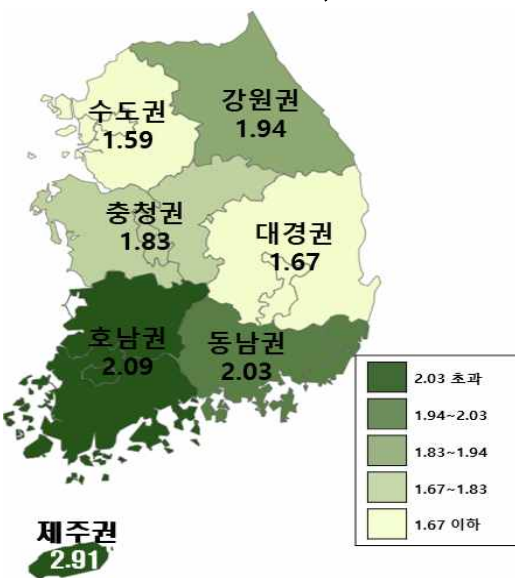 수도권
1.59
강원권
1.94
충청권
1.83
대경권
1.67
호남권
2.09
동남권
2.03
제주권
2.91
2.03 초과
1.94~2.03
1.83~1.94
1.67~1.83
1.67 이하